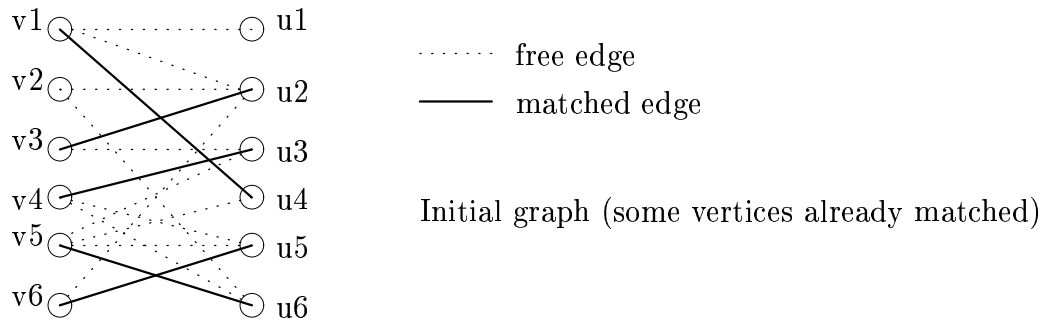 v1 u1
v2 u2
v3 u3
v4 u4
v5 u5
v6 u6
free edge
matched edge
Initial graph (some vertices already matched)